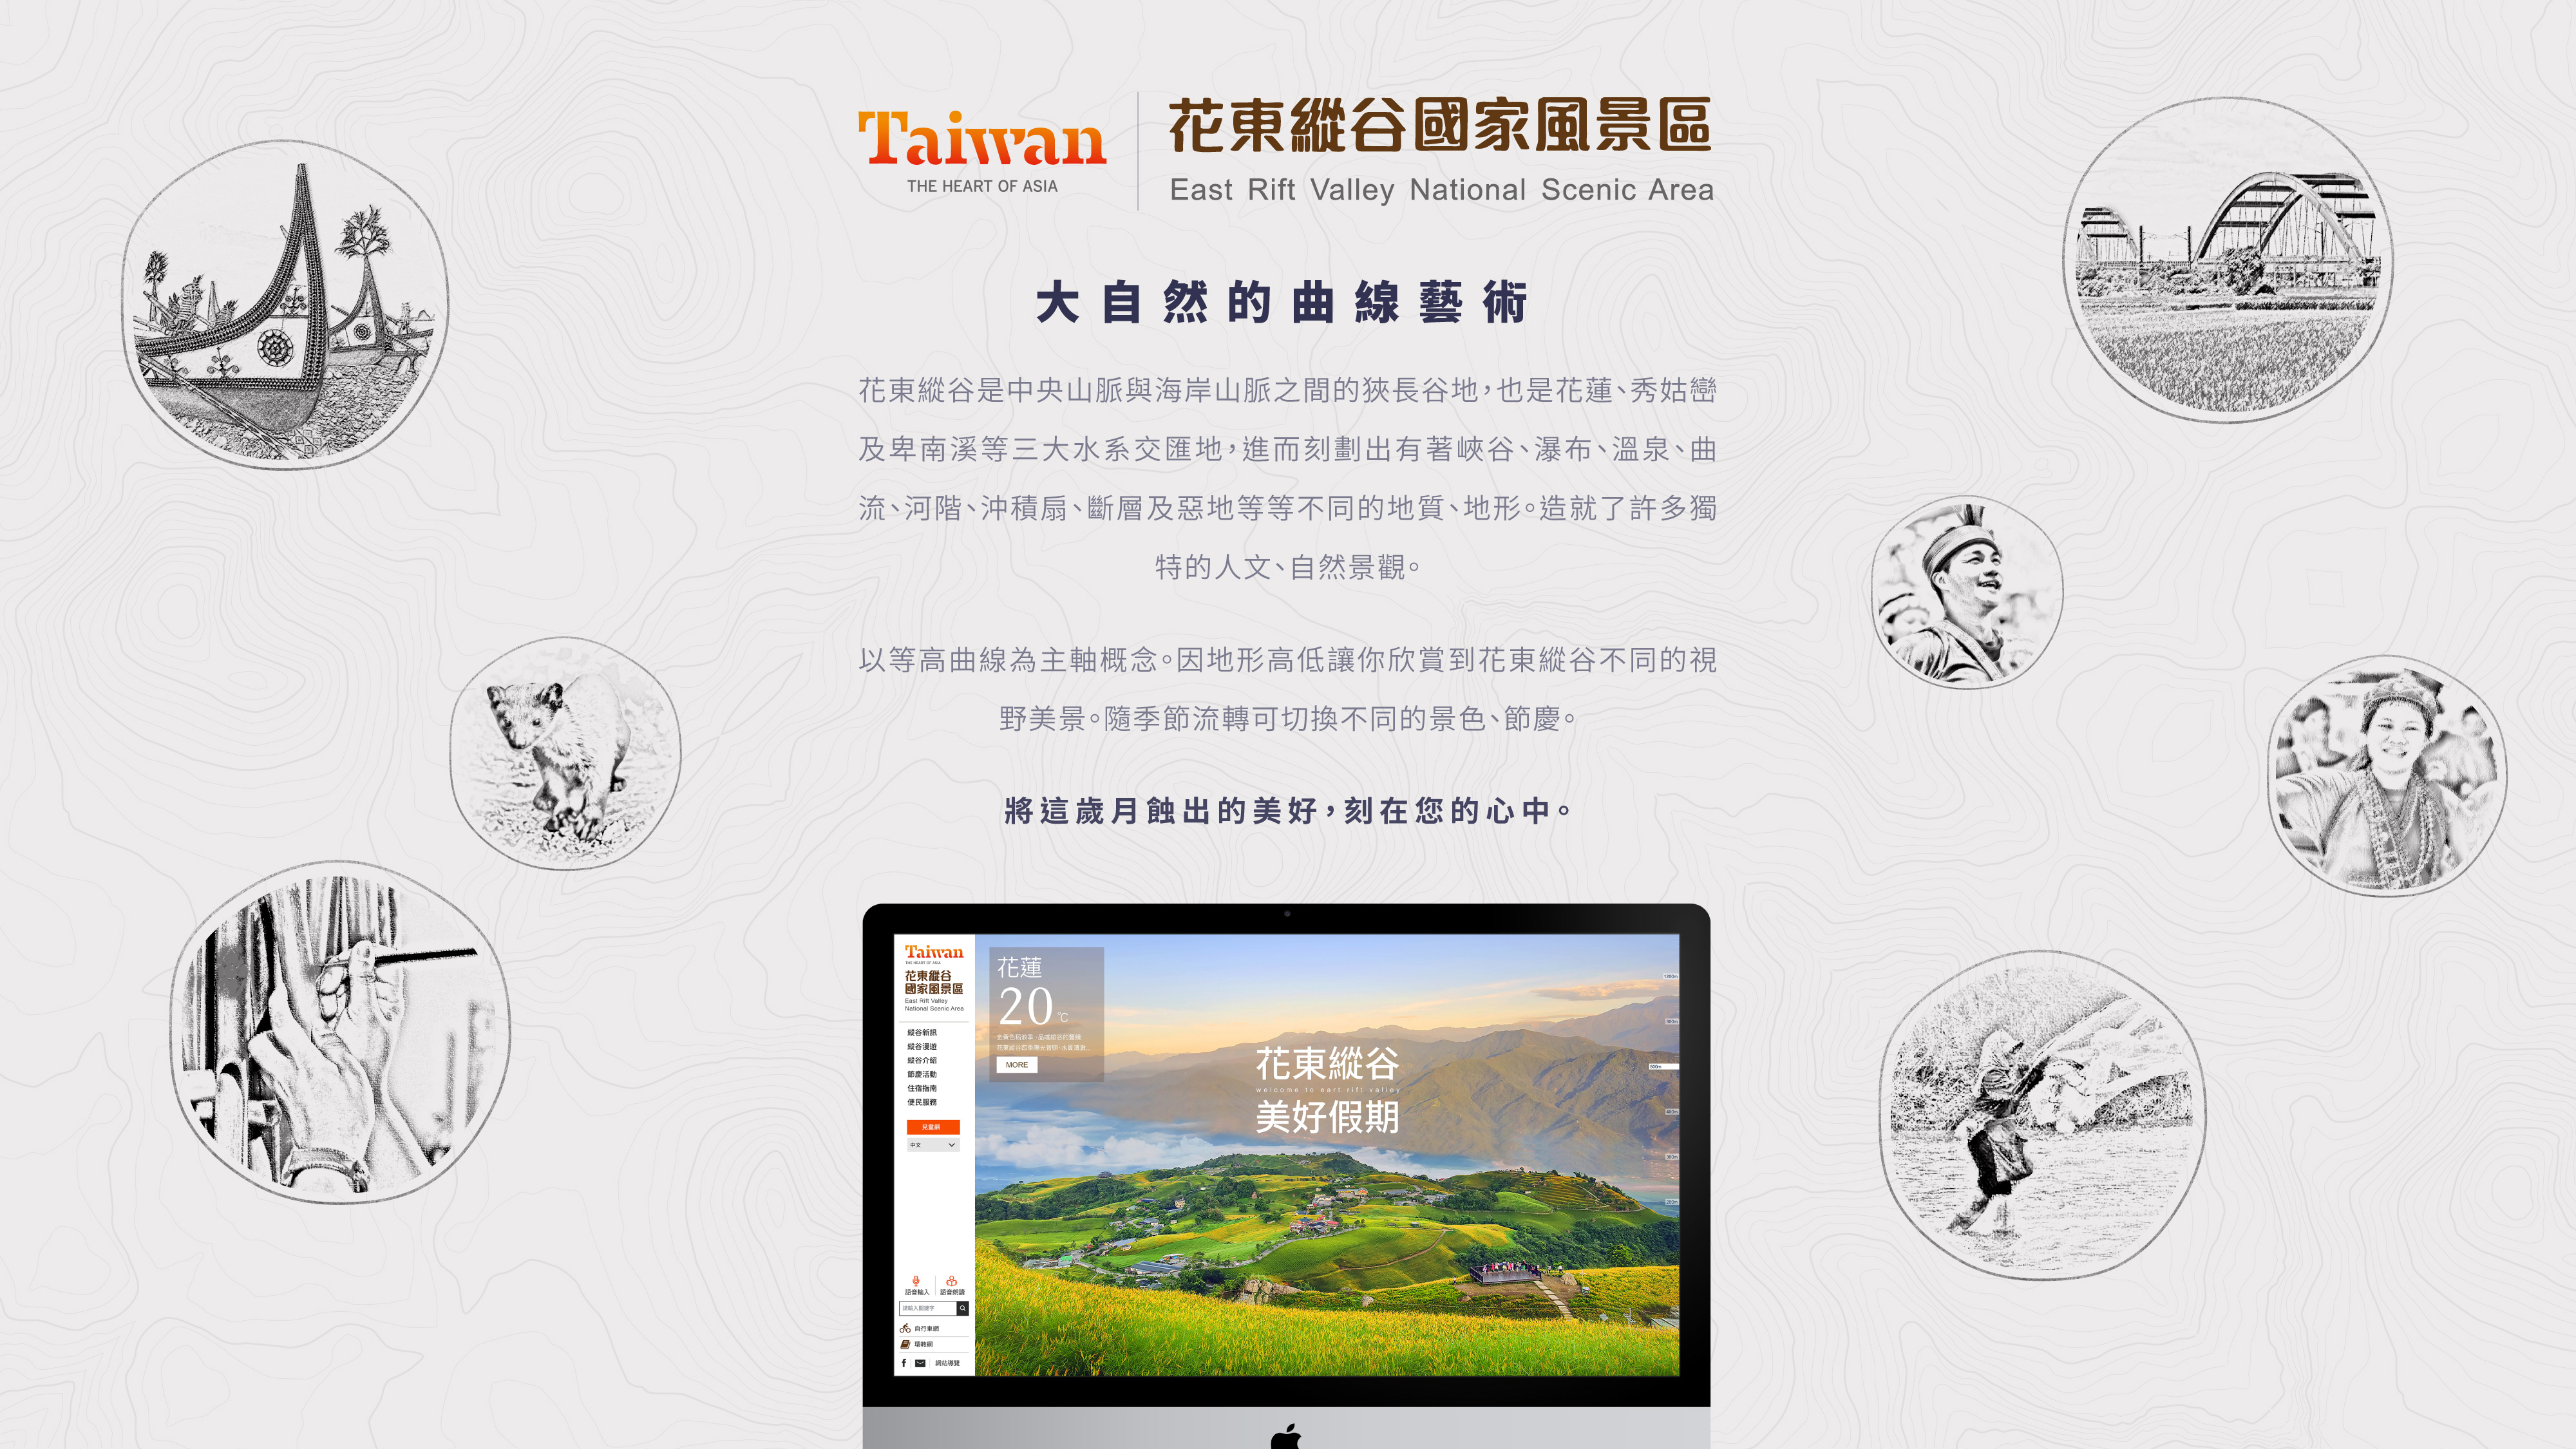 Taiwan
THE HEART OF ASIA
花東縱谷國家風景區
East Rift Valley National Scenic Area
大自然的曲線藝術
花東縱谷是中央山脈與海岸山脈之間的狹長谷地，也是花蓮、秀姑巒
及卑南溪等三大水系交匯地，進而刻劃出有著峽谷、瀑布、溫泉、曲
流、河階、沖積扇、斷層及惡地等等不同的地質、地形。造就了許多獨
特的人文、自然景觀。
以等高曲線為主軸概念。因地形高低讓你欣賞到花東縱谷不同的視
野美景。隨季節流轉可切換不同的景色、節慶。
將這歲月蝕出的美好，刻在您的心中。
Taiwan
THE HEART OF ASIA
花東縱谷
國家風景區
East Rift Valley
National Scenic Area
縱谷新訊
縱谷漫遊
縱谷介紹
節慶活動
住宿指南
便民服務
兒童網
中文
語音輸入
語音朗讀
請輸入關鍵字
自行車網
環教網
網站導覽
花蓮
20
°C
MORE
花東縱谷
welcome to eart rift valley
美好假期